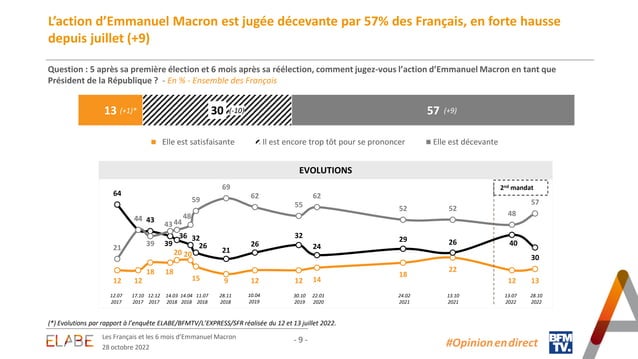 L'action d'Emmanuel Macron est jugée décevante par 57% des Français, en forte hausse
depuis juillet (+9)
Question : 5 après sa première élection et 6 mois après sa réélection, comment jugez-vous l'action d'Emmanuel Macron en tant que
Président de la République ? - En % - Ensemble des Français
13 (+1)* 30 (-10)* 57 (+9)
Elle est satisfaisante Il est encore trop tôt pour se prononcer Elle est décevante
EVOLUTIONS
2nd mandat
21 44 39 43 44 48 59 69 62 55 62 52 52 48 57
64 43 39 36 32 26 21 26 32 24 29 26 40 30
12 12 18 18 20 20 15 9 12 12 14 18 22 12 13
12.07 17.10 12.12 14.03 14.04 11.07 28.11 10.04 30.10 22.01 24.02 13.10 13.07 28.10
2017 2017 2017 2018 2018 2018 2018 2019 2019 2020 2021 2021 2022 2022
(*) Evolutions par rapport à l'enquête ELABE/BFMTV/L'EXPRESS/SFR réalisée du 12 et 13 juillet 2022.
ELABE
Les Français et les 6 mois d'Emmanuel Macron
28 octobre 2022
- 9 -
#Opinion en direct
BFM
TV.